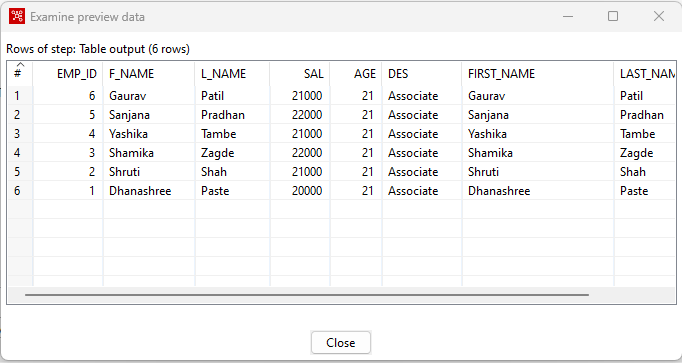 Examine preview data
Rows of step: Table output (6 rows)
# EMP_ID F_NAME L_NAME SAL AGE DES FIRST_NAME LAST_NAM
1 6 Gaurav Patil 21000 21 Associate Gaurav Patil
2 5 Sanjana Pradhan 22000 21 Associate Sanjana Pradhan
3 4 Yashika Tambe 21000 21 Associate Yashika Tambe
4 3 Shamika Zagde 22000 21 Associate Shamika Zagde
5 2 Shruti Shah 21000 21 Associate Shruti Shah
6 1 Dhanashree Paste 20000 21 Associate Dhanashree Paste
Close